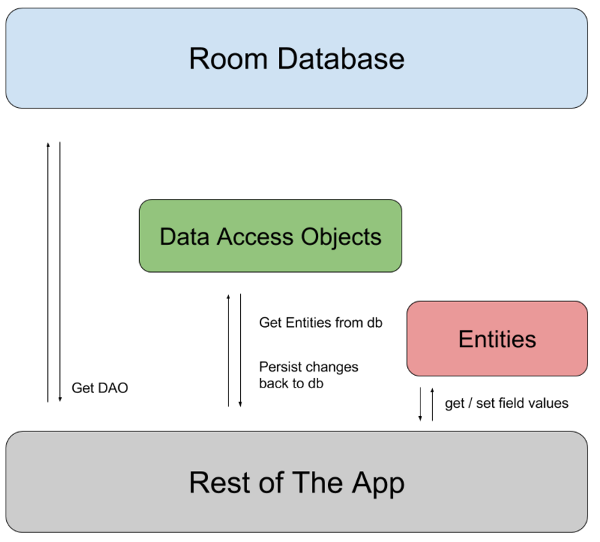 Room Database
Data Access Objects
Get Entities from db
Persist changes
back to db
Entities
Get DAO
get / set field values
Rest of The App